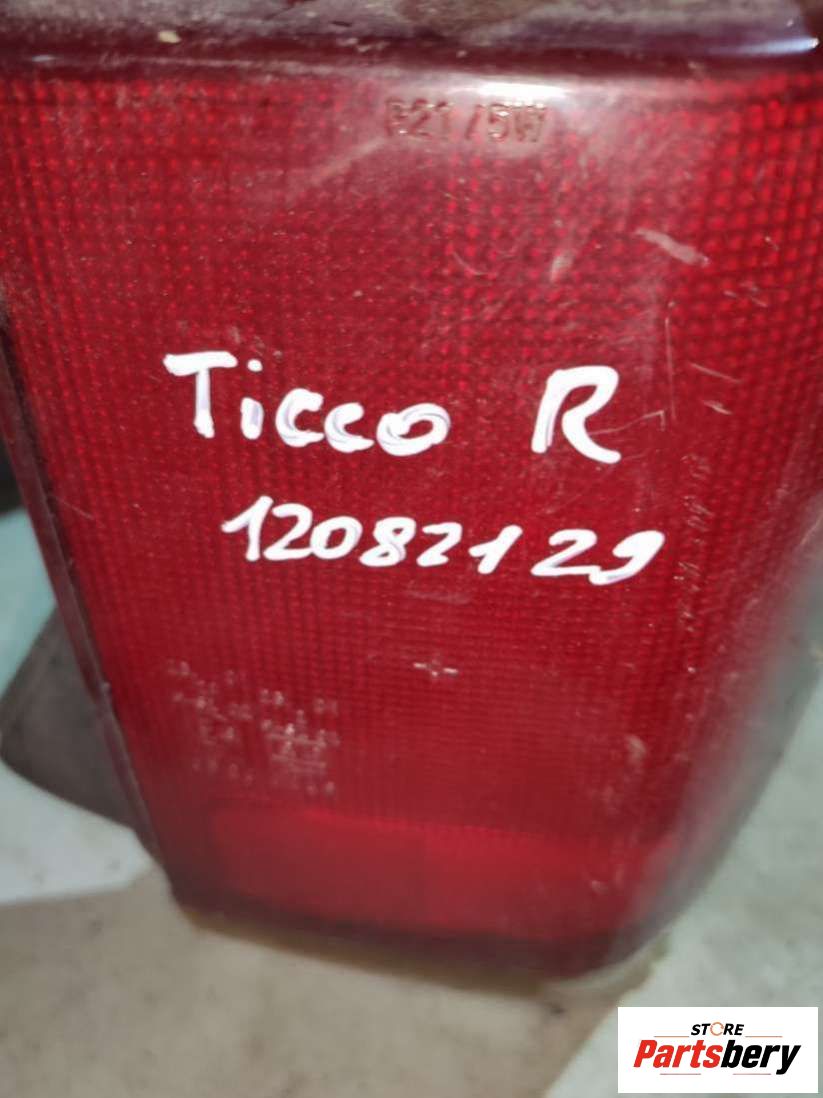 P21/5W
Ticco R
12082129
STORE
Partsbery